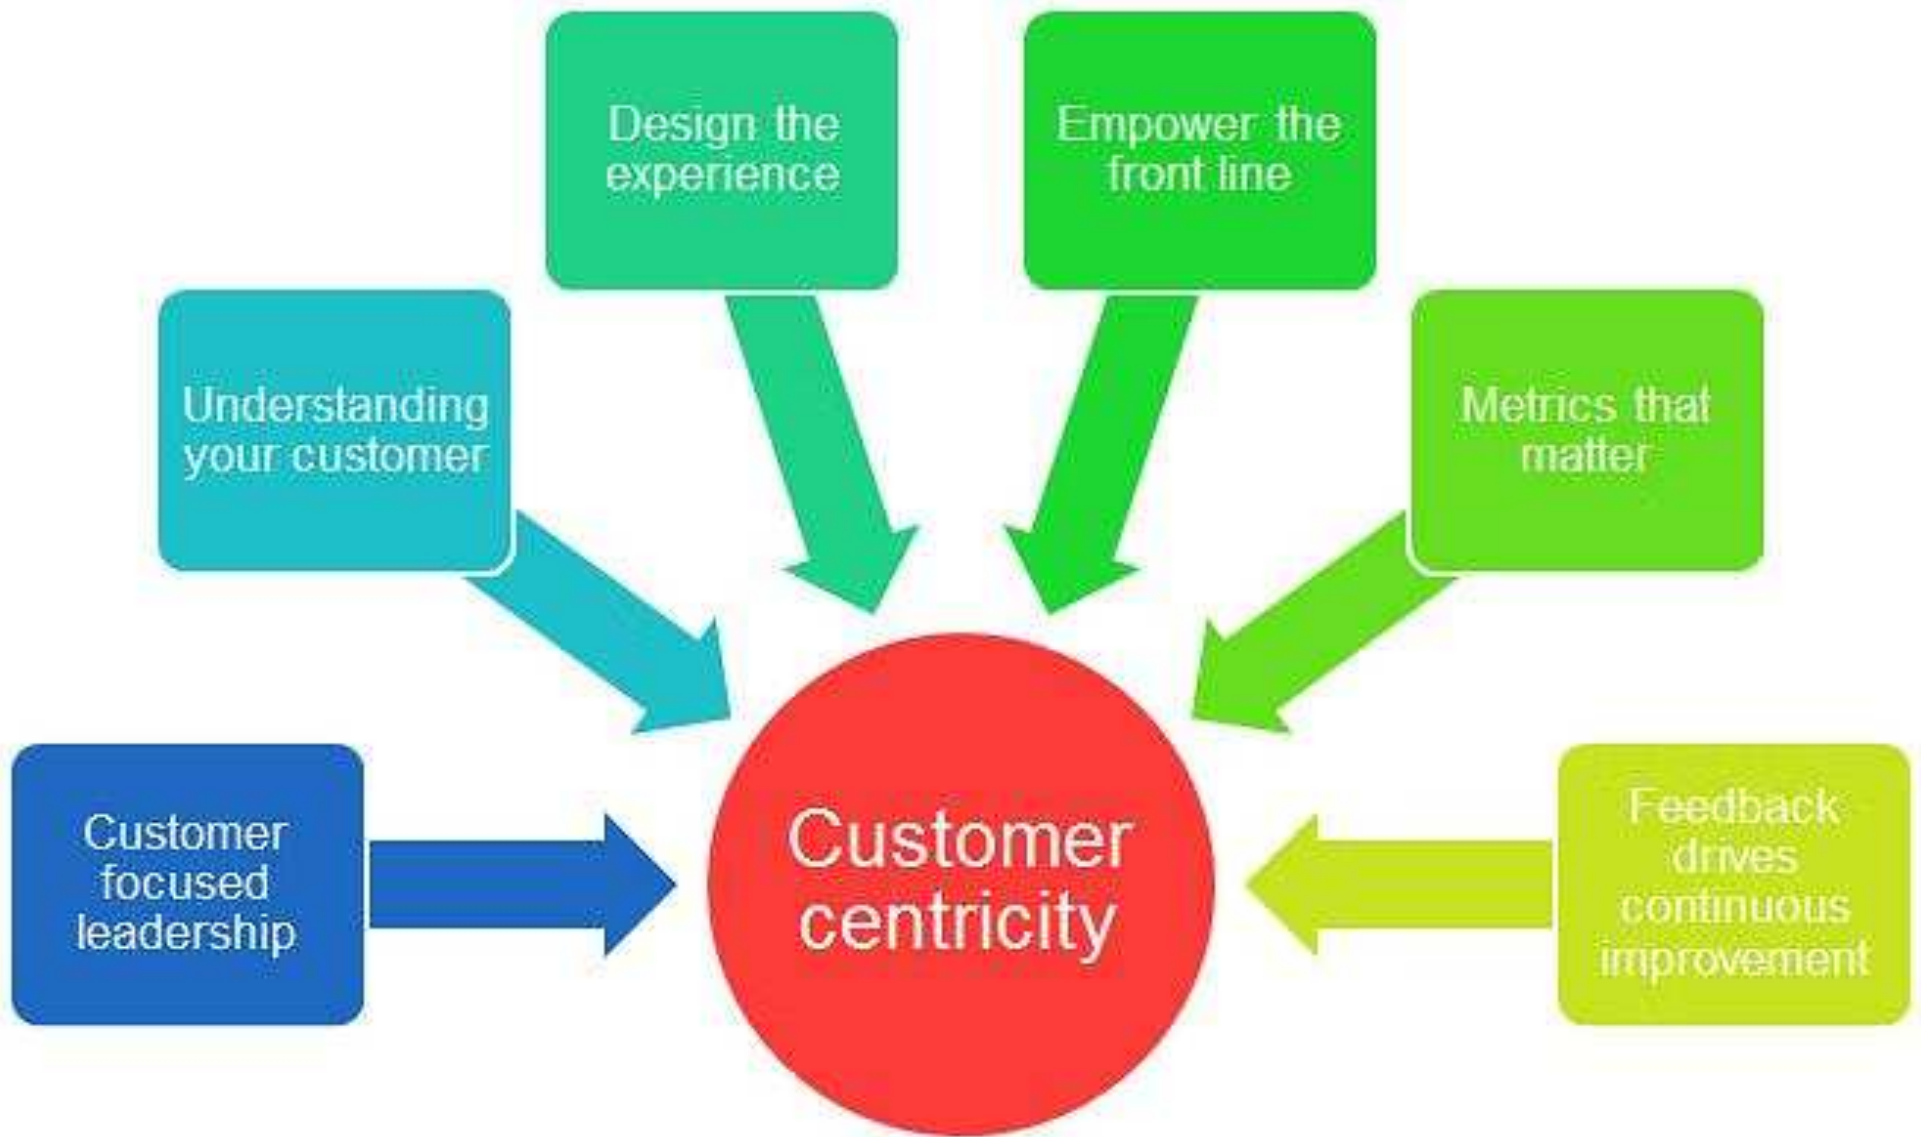 Design the
experience
Empower the
front line
Understanding
your customer
Metrics that
matter
Customer
focused
leadership
Customer
centricity
Feedback
drives
continuous
improvement